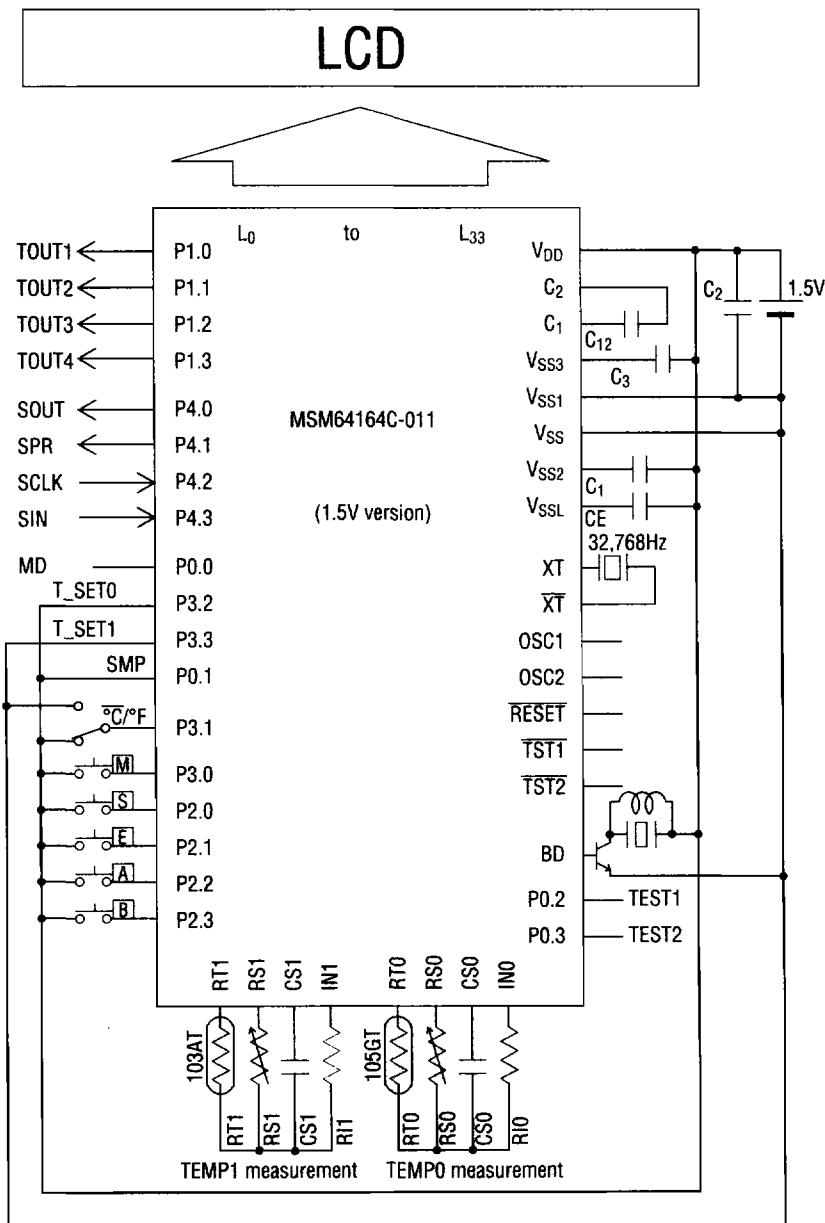 LCD
L0 to L33
TOUT1 P1.0 VDD
TOUT2 P1.1 C2 C2 1.5V
TOUT3 P1.2 C1 C12
TOUT4 P1.3 VSS3 C3
SOUT P4.0 MSM64164C-011 VSS1
SPR P4.1 VSS
SCLK P4.2 VSS2 C1
SIN P4.3 (1.5V version) VSSL CE
32,768Hz
MD P0.0 XT
T_SET0 P3.2 X̅T̅
T_SET1 P3.3 OSC1
SMP P0.1 OSC2
°C̅/°F P3.1 R̅E̅S̅E̅T̅
M P3.0 T̅S̅T̅1̅
S P2.0 T̅S̅T̅2̅
E P2.1 BD
A P2.2 P0.2 TEST1
B P2.3 P0.3 TEST2
RT1 RS1 CS1 IN1 RT0 RS0 CS0 IN0
103AT 105GT
RT1 RS1 CS1 RI1 RT0 RS0 CS0 RI0
TEMP1 measurement TEMP0 measurement